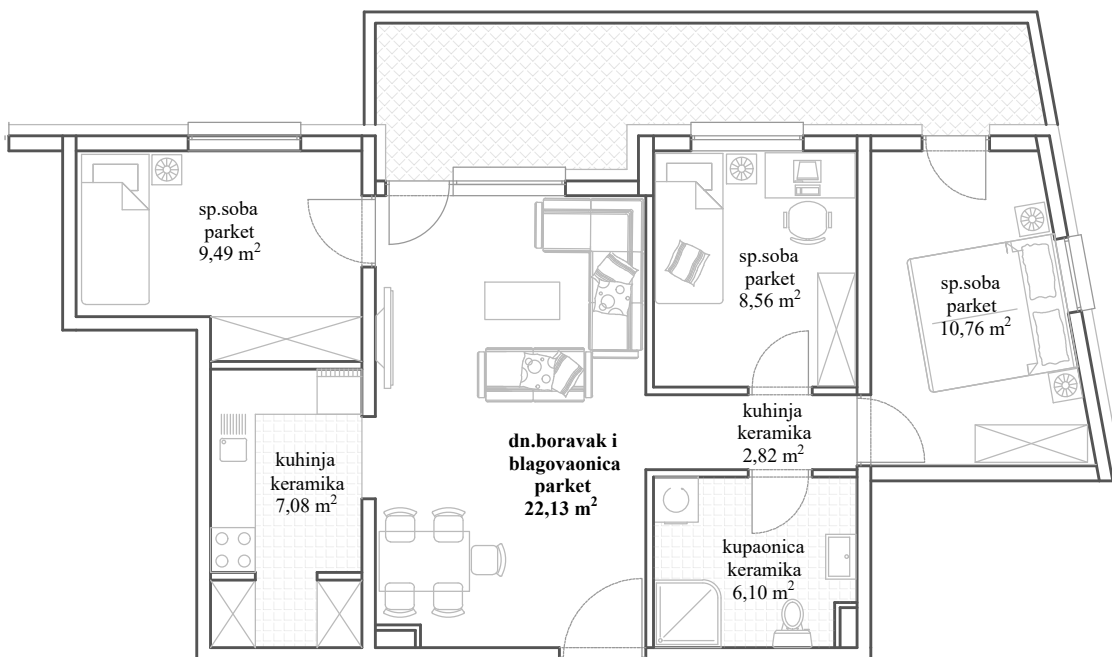 sp.soba
parket
9,49 m²
sp.soba
parket
8,56 m²
sp.soba
parket
10,76 m²
kuhinja
keramika
2,82 m²
dn.boravak i
blagovaonica
parket
22,13 m²
kuhinja
keramika
7,08 m²
kupaonica
keramika
6,10 m²